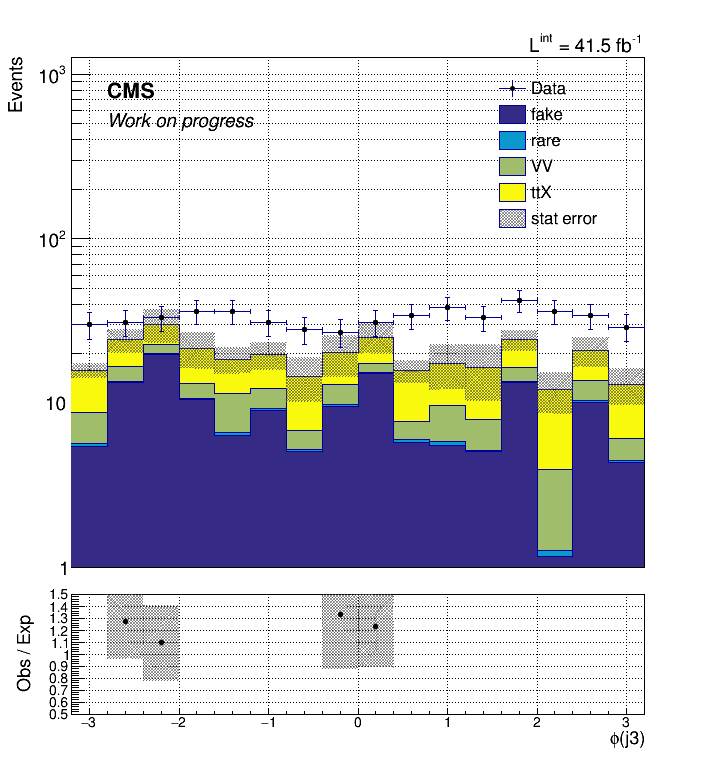 L^int = 41.5 fb^-1
Events
10^3
CMS
Work on progress
Data
fake
rare
VV
ttX
stat error
10^2
10
1
Obs / Exp
1.5
1.4
1.3
1.2
1.1
1
0.9
0.8
0.7
0.6
0.5
−3 −2 −1 0 1 2 3
ϕ(j3)